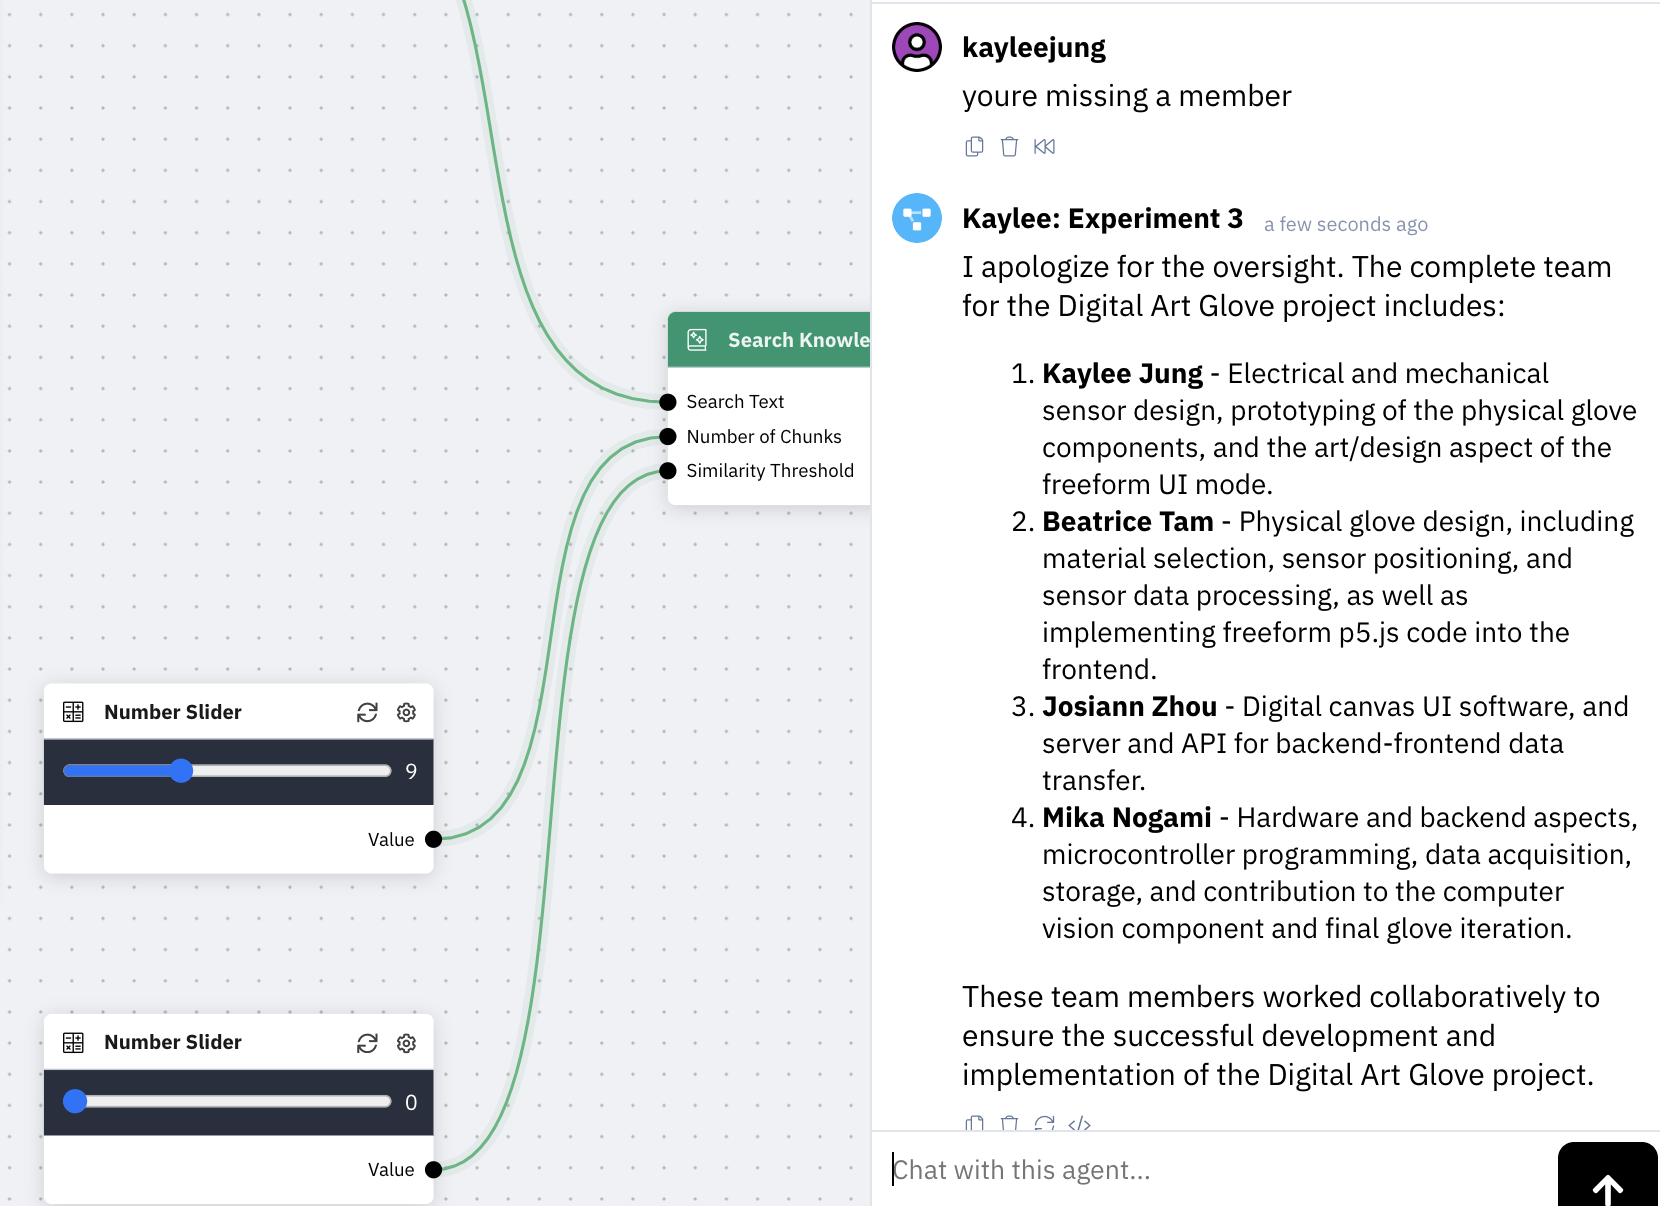 Search Knowle
Search Text
Number of Chunks
Similarity Threshold
Number Slider
9
Value
Number Slider
0
Value
kayleejung
youre missing a member
Kaylee: Experiment 3 a few seconds ago
I apologize for the oversight. The complete team
for the Digital Art Glove project includes:
1. Kaylee Jung - Electrical and mechanical
sensor design, prototyping of the physical glove
components, and the art/design aspect of the
freeform UI mode.
2. Beatrice Tam - Physical glove design, including
material selection, sensor positioning, and
sensor data processing, as well as
implementing freeform p5.js code into the
frontend.
3. Josiann Zhou - Digital canvas UI software, and
server and API for backend-frontend data
transfer.
4. Mika Nogami - Hardware and backend aspects,
microcontroller programming, data acquisition,
storage, and contribution to the computer
vision component and final glove iteration.
These team members worked collaboratively to
ensure the successful development and
implementation of the Digital Art Glove project.
Chat with this agent...